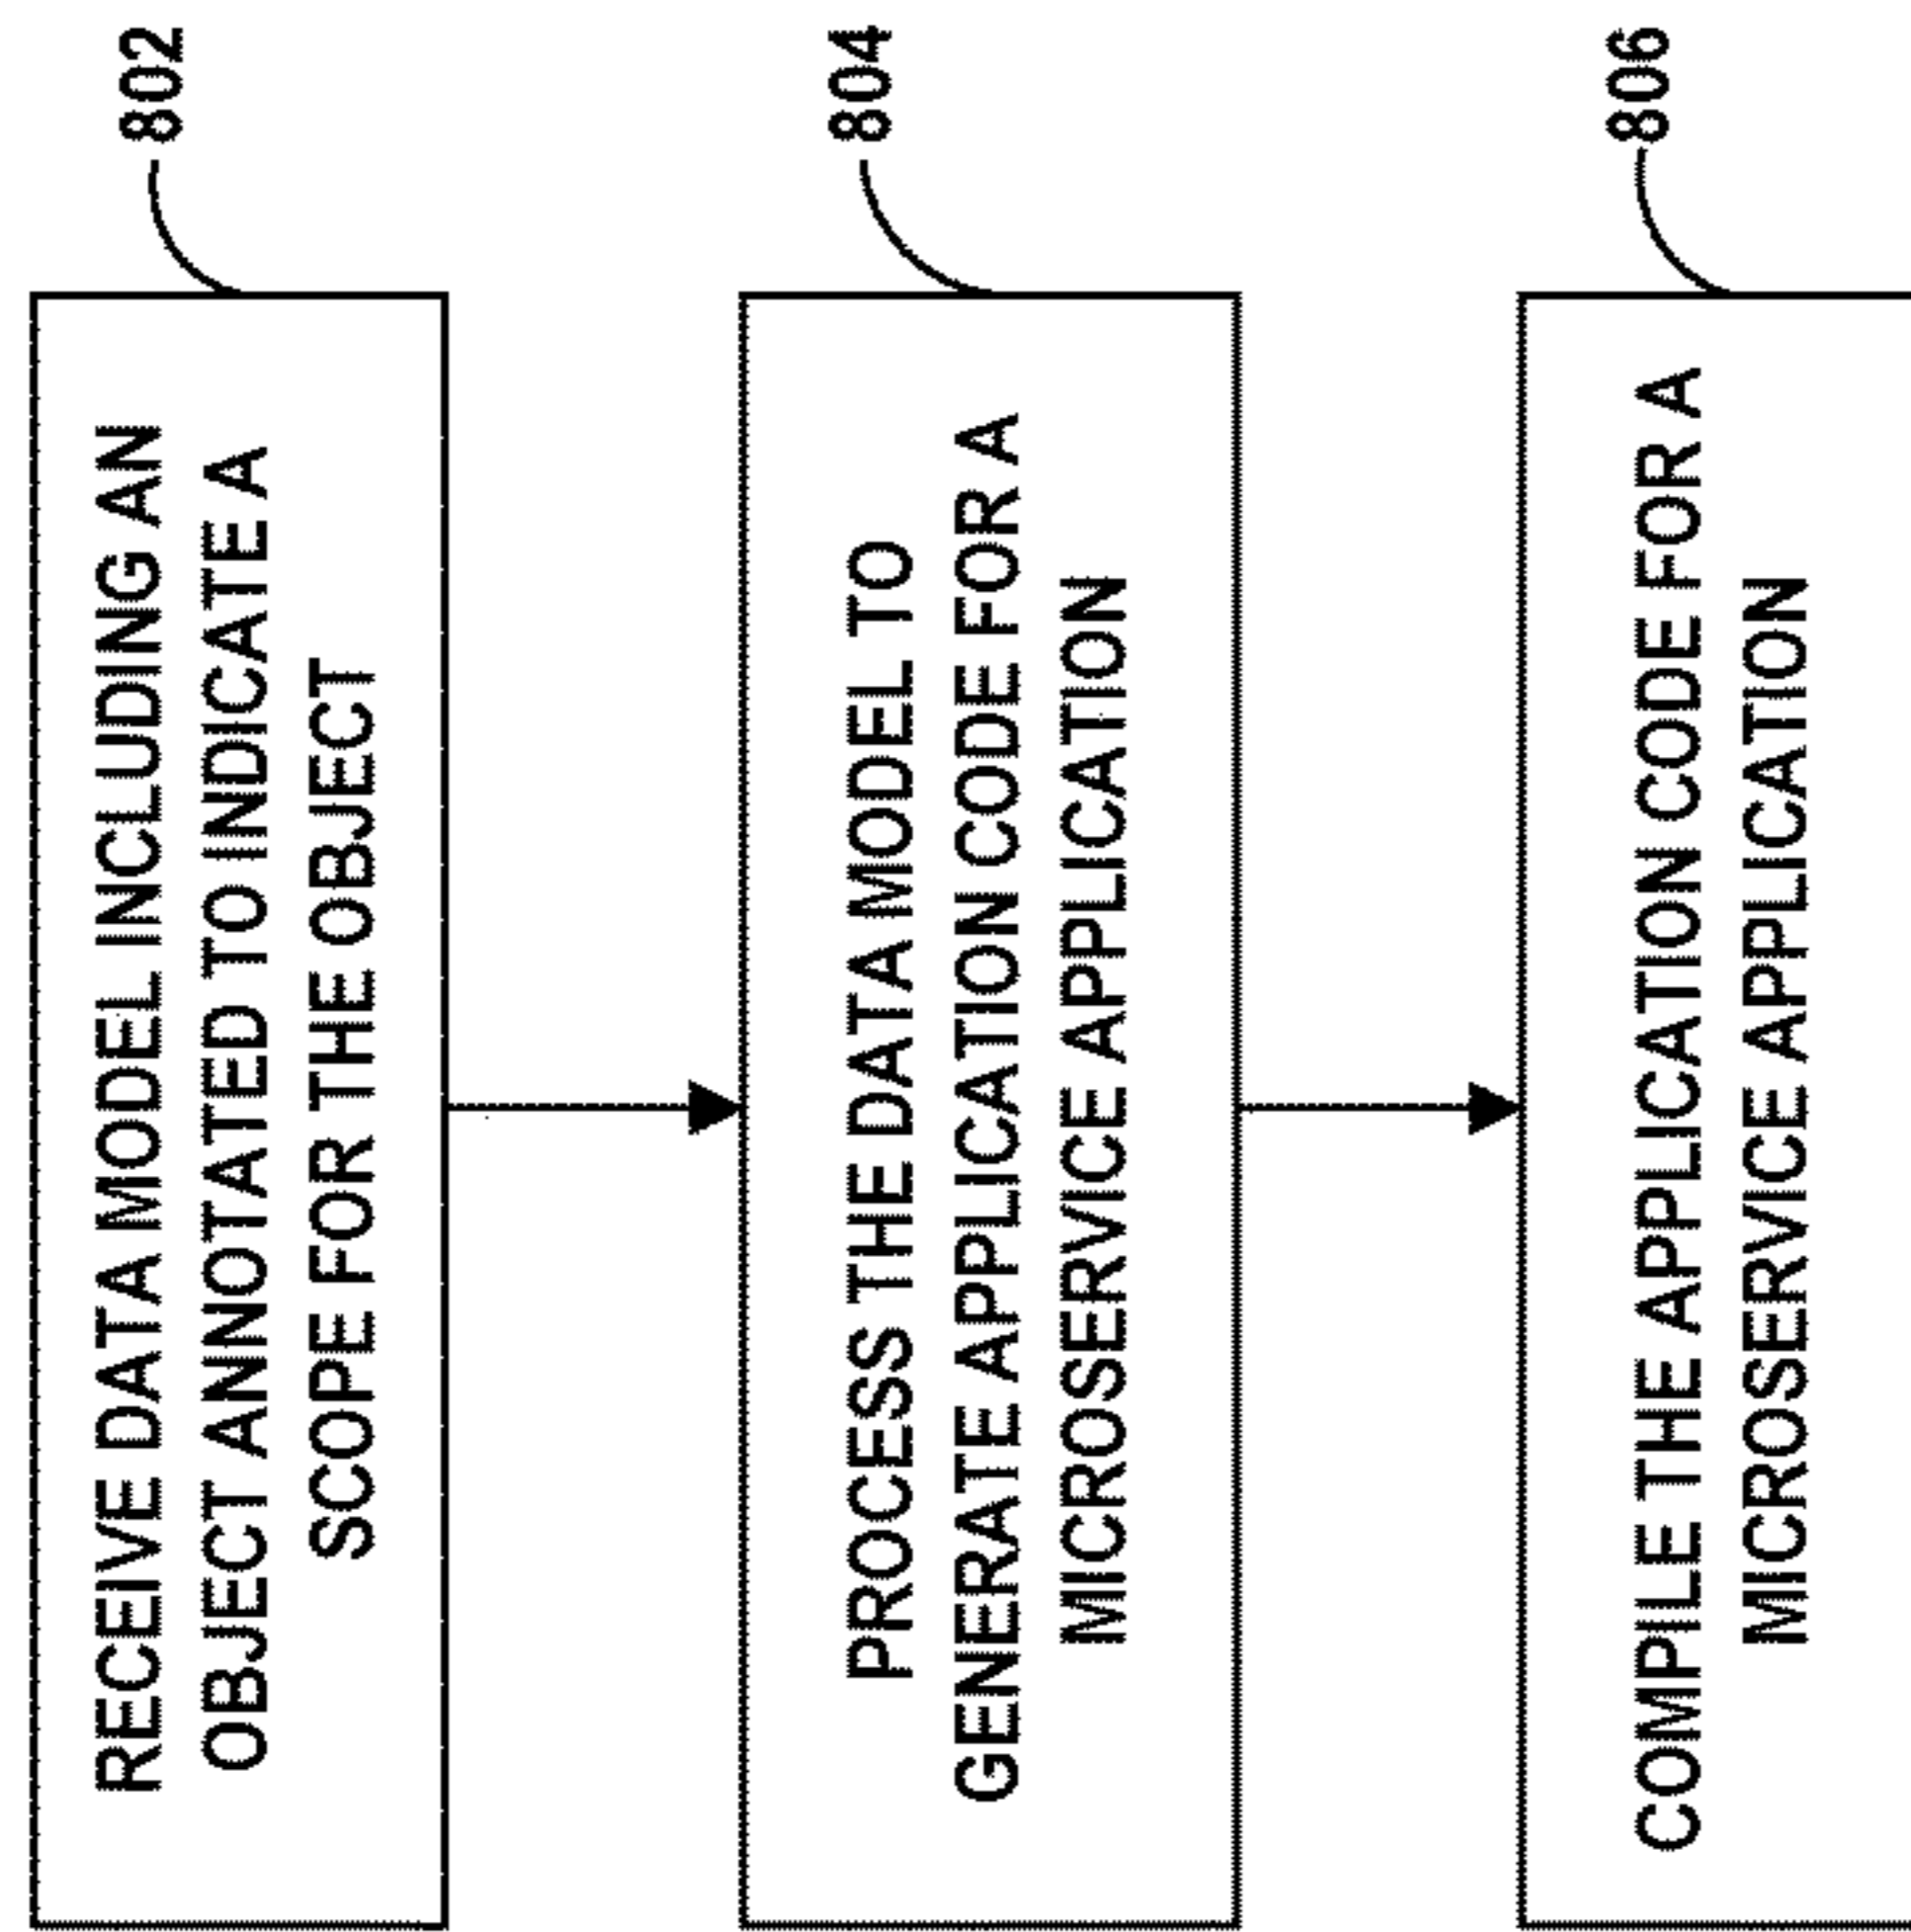 RECEIVE DATA MODEL INCLUDING AN
OBJECT ANNOTATED TO INDICATE A
SCOPE FOR THE OBJECT
802
PROCESS THE DATA MODEL TO
GENERATE APPLICATION CODE FOR A
MICROSERVICE APPLICATION
804
COMPILE THE APPLICATION CODE FOR A
MICROSERVICE APPLICATION
806